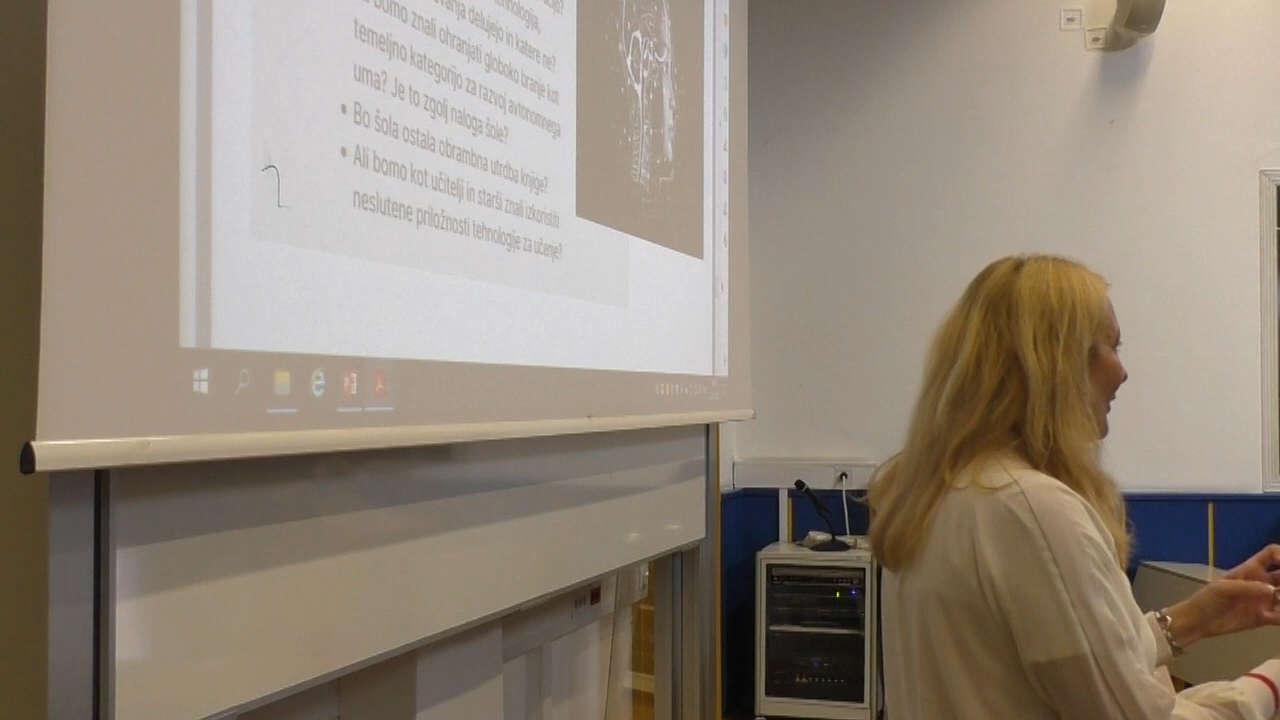 tehnologija,
delujejo in katere ne?
bomo znali ohranjati globoko branje kot
temeljno kategorijo za razvoj avtonomnega
uma? Je to zgolj naloga šole?
• Bo šola ostala obrambna utrdba knjige?
• Ali bomo kot učitelji in starši znali izkoristiti
neslutene priložnosti tehnologije za učenje?